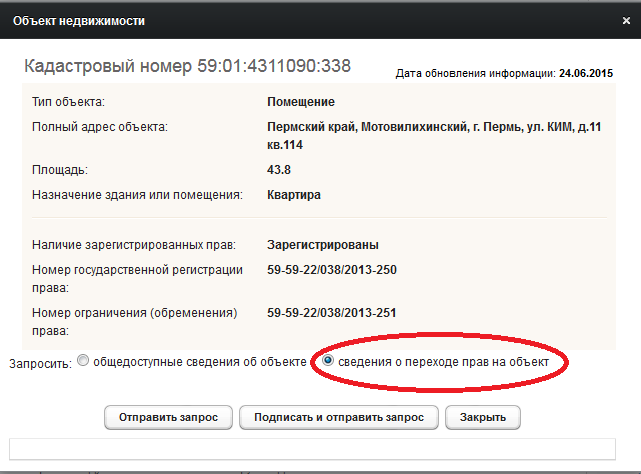 Объект недвижимости
Кадастровый номер 59:01:4311090:338
Дата обновления информации: 24.06.2015
Тип объекта: Помещение
Полный адрес объекта: Пермский край, Мотовилихинский, г. Пермь, ул. КИМ, д.11
кв.114
Площадь: 43.8
Назначение здания или помещения: Квартира
Наличие зарегистрированных прав: Зарегистрированы
Номер государственной регистрации 59-59-22/038/2013-250
права:
Номер ограничения (обременения) 59-59-22/038/2013-251
права:
Запросить: общедоступные сведения об объекте сведения о переходе прав на объект
Отправить запрос Подписать и отправить запрос Закрыть